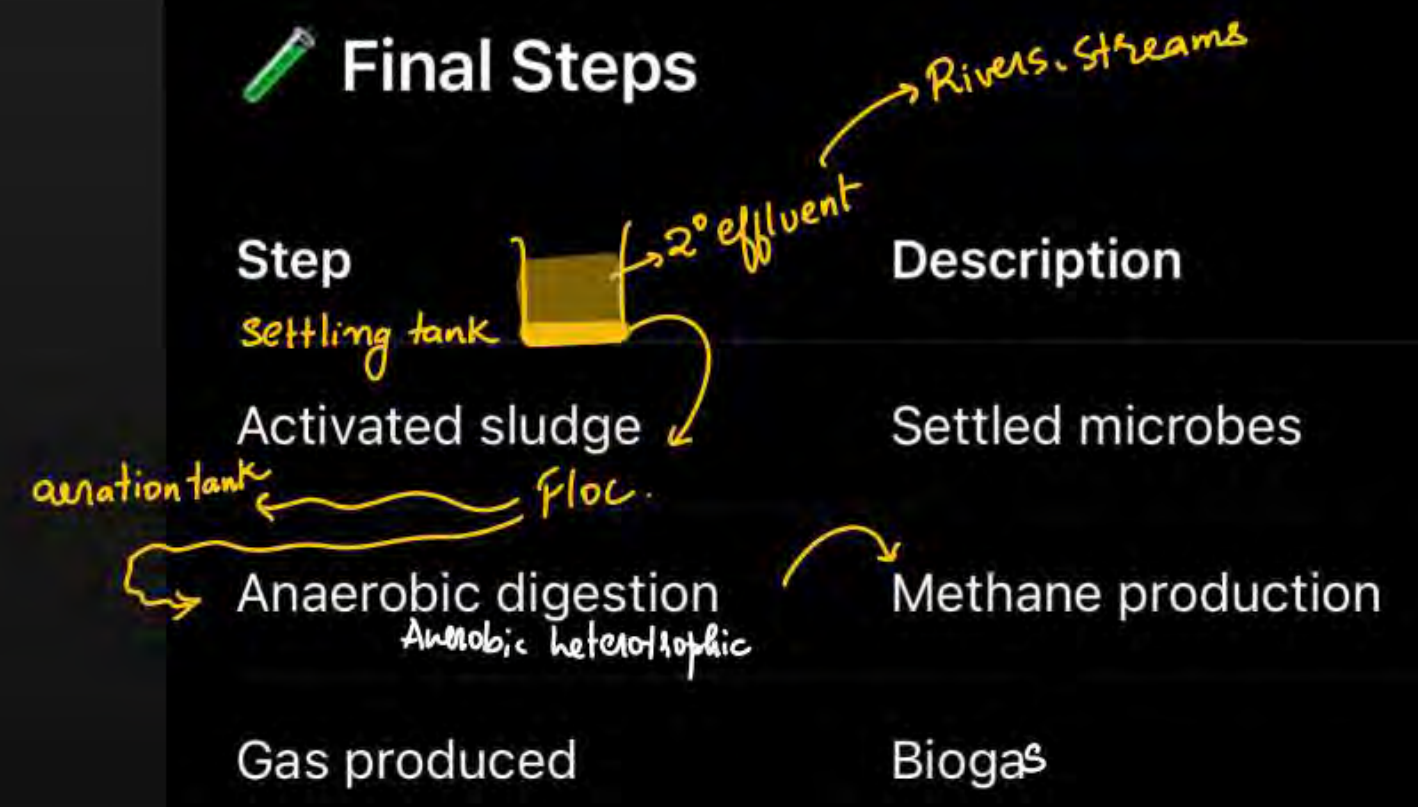 Final Steps
Rivers, streams
2° effluent
Step
Description
Settling tank
Activated sludge
Settled microbes
aeration tank
Floc.
Anaerobic digestion
Methane production
Anerobic heterotrophic
Gas produced
Biogas